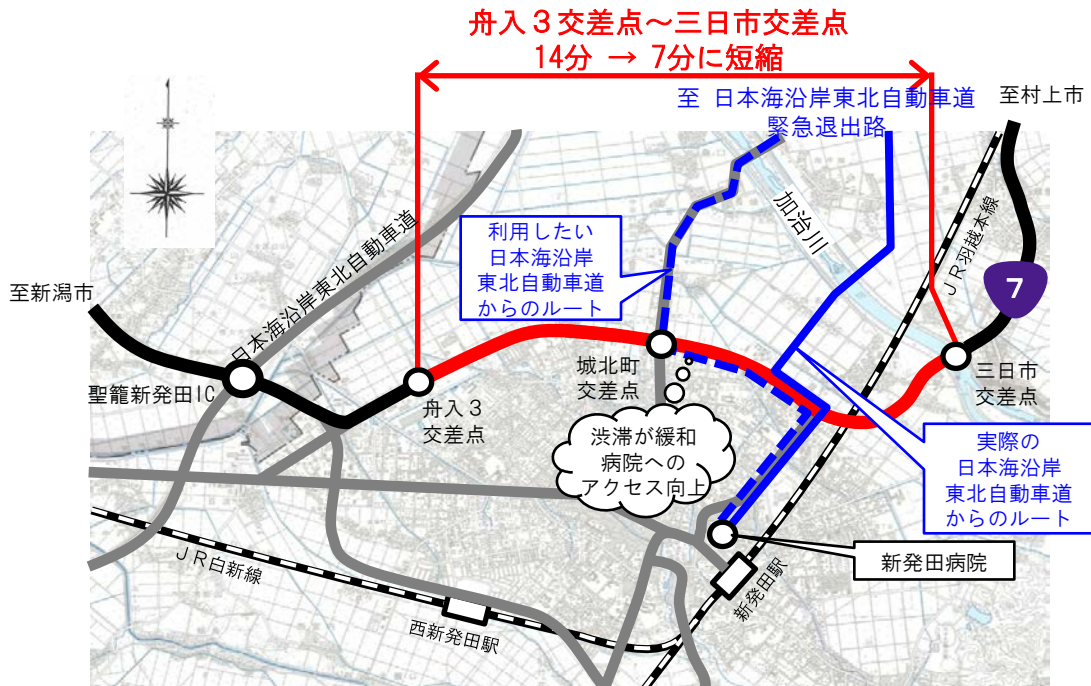 舟入３交差点～三日市交差点
14分 → 7分に短縮
至 日本海沿岸東北自動車道
緊急退出路
至村上市
加治川
ＪＲ羽越本線
利用したい
日本海沿岸
東北自動車道
からのルート
日本海沿岸東北自動車道
至新潟市
7
聖籠新発田IC
舟入３
交差点
城北町
交差点
三日市
交差点
渋滞が緩和
病院への
アクセス向上
実際の
日本海沿岸
東北自動車道
からのルート
新発田病院
新発田駅
ＪＲ白新線
西新発田駅